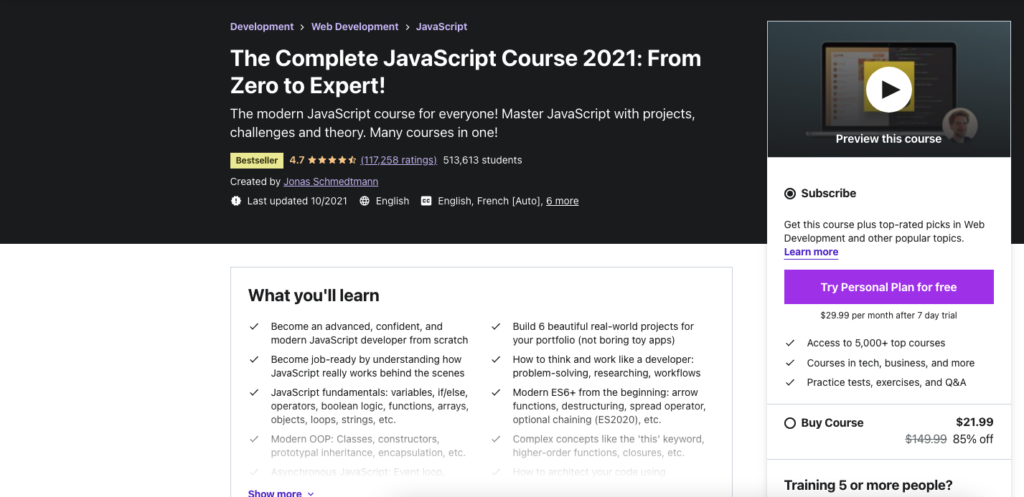 Development > Web Development > JavaScript
The Complete JavaScript Course 2021: From
Zero to Expert!
The modern JavaScript course for everyone! Master JavaScript with projects,
challenges and theory. Many courses in one!
Bestseller 4.7 (117,258 ratings) 513,613 students
Created by Jonas Schmedtmann
Last updated 10/2021 English CC English, French [Auto], 6 more
What you'll learn
Become an advanced, confident, and
modern JavaScript developer from scratch
Become job-ready by understanding how
JavaScript really works behind the scenes
JavaScript fundamentals: variables, if/else,
operators, boolean logic, functions, arrays,
objects, loops, strings, etc.
Modern OOP: Classes, constructors,
prototypal inheritance, encapsulation, etc.
Asynchronous JavaScript: Event loop,
Build 6 beautiful real-world projects for
your portfolio (not boring toy apps)
How to think and work like a developer:
problem-solving, researching, workflows
Modern ES6+ from the beginning: arrow
functions, destructuring, spread operator,
optional chaining (ES2020), etc.
Complex concepts like the 'this' keyword,
higher-order functions, closures, etc.
How to architect your code using
Show more
Preview this course
Subscribe
Get this course plus top-rated picks in Web
Development and other popular topics.
Learn more
Try Personal Plan for free
$29.99 per month after 7 day trial
Access to 5,000+ top courses
Courses in tech, business, and more
Practice tests, exercises, and Q&A
Buy Course $21.99
$149.99 85% off
Training 5 or more people?